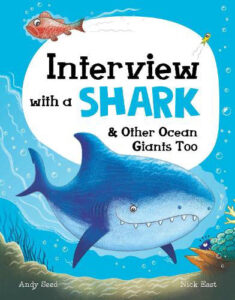 Interview
with a SHARK
& Other Ocean
Giants Too
Andy Seed
Nick East